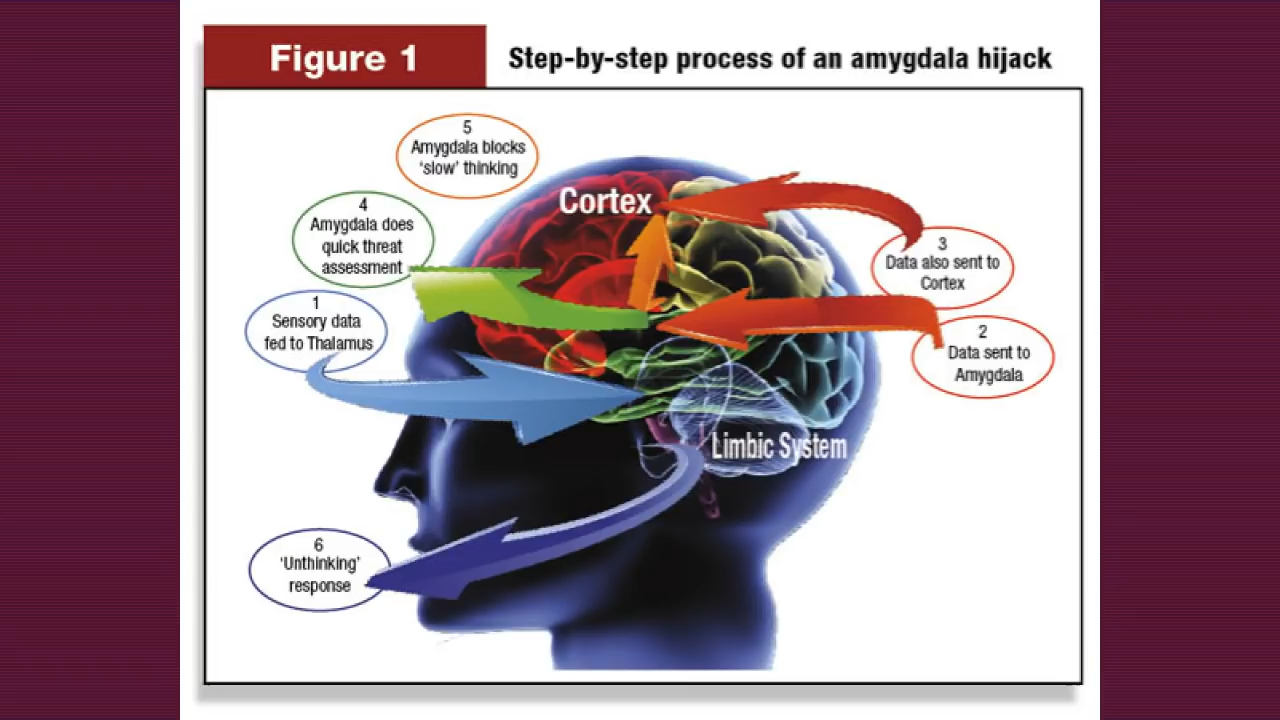 Figure 1
Step-by-step process of an amygdala hijack
5
Amygdala blocks
‘slow’ thinking
Cortex
4
Amygdala does
quick threat
assessment
3
Data also sent to
Cortex
1
Sensory data
fed to Thalamus
2
Data sent to
Amygdala
Limbic System
6
‘Unthinking’
response